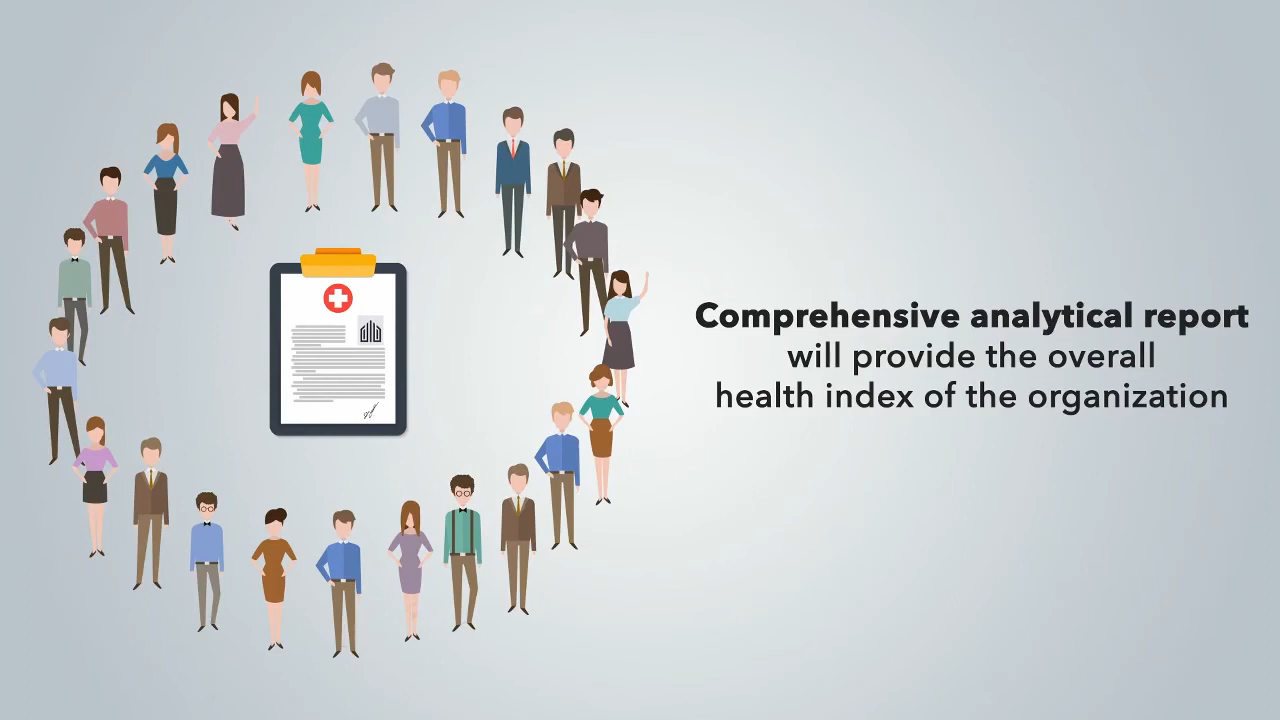 Comprehensive analytical report
will provide the overall
health index of the organization